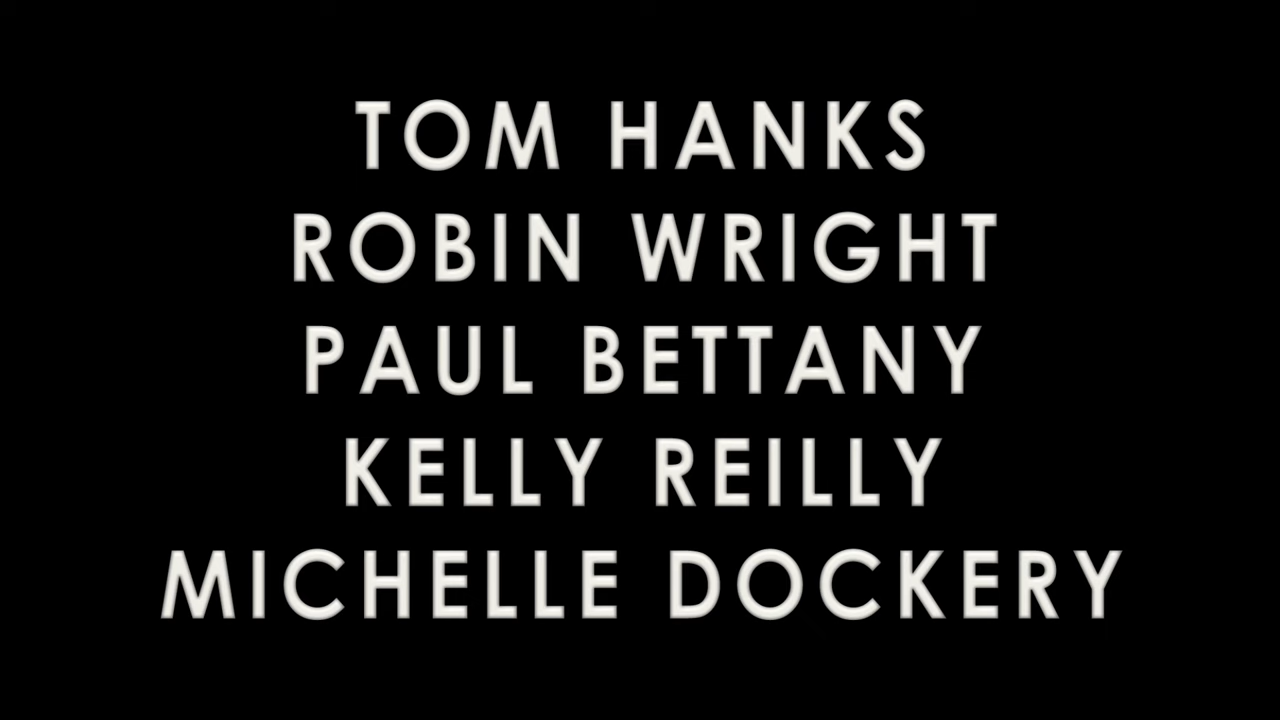 TOM HANKS
ROBIN WRIGHT
PAUL BETTANY
KELLY REILLY
MICHELLE DOCKERY